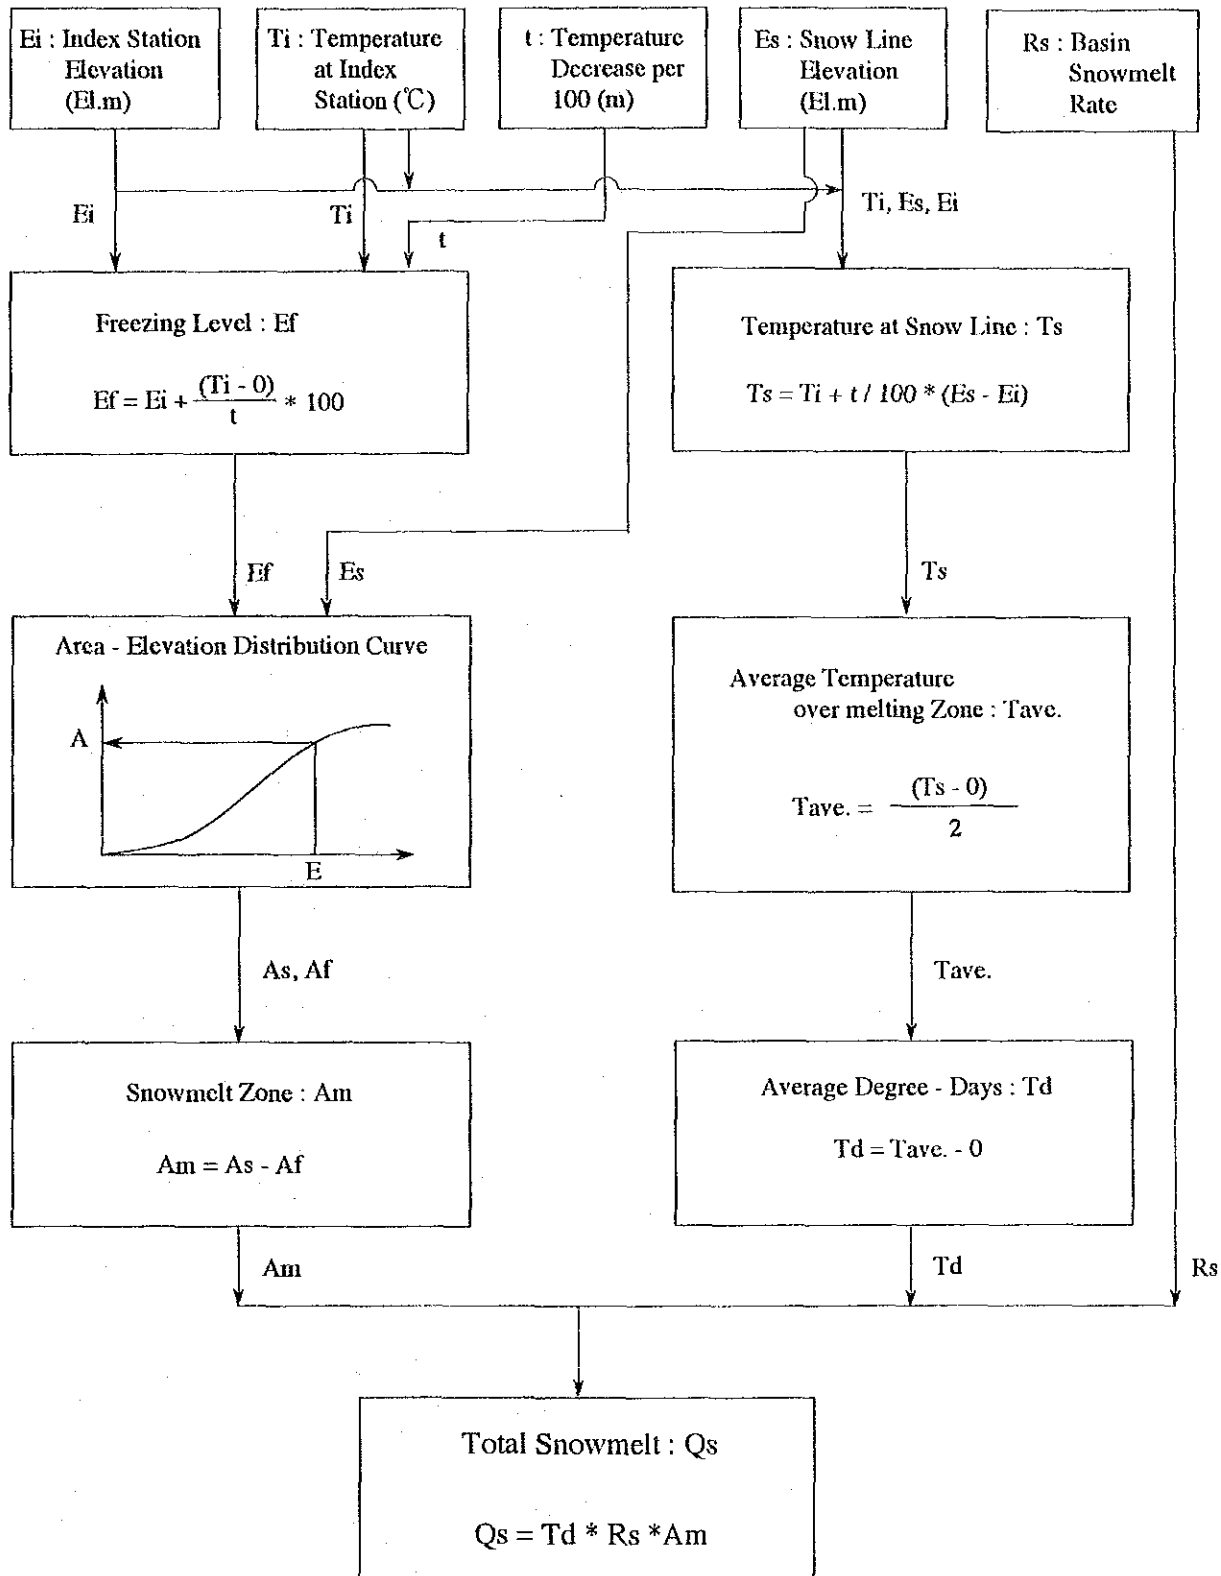 Ei : Index Station
Elevation
(El.m)
Ti : Temperature
at Index
Station (℃)
t : Temperature
Decrease per
100 (m)
Es : Snow Line
Elevation
(El.m)
Rs : Basin
Snowmelt
Rate
Ei
Ti
t
Ti, Es, Ei
Freezing Level : Ef
Ef = Ei + (Ti - 0) / t * 100
Temperature at Snow Line : Ts
Ts = Ti + t / 100 * (Es - Ei)
Ef
Es
Ts
Area - Elevation Distribution Curve
A
E
Average Temperature
over melting Zone : Tave.
Tave. = (Ts - 0) / 2
As, Af
Tave.
Snowmelt Zone : Am
Am = As - Af
Average Degree - Days : Td
Td = Tave. - 0
Am
Td
Rs
Total Snowmelt : Qs
Qs = Td * Rs *Am